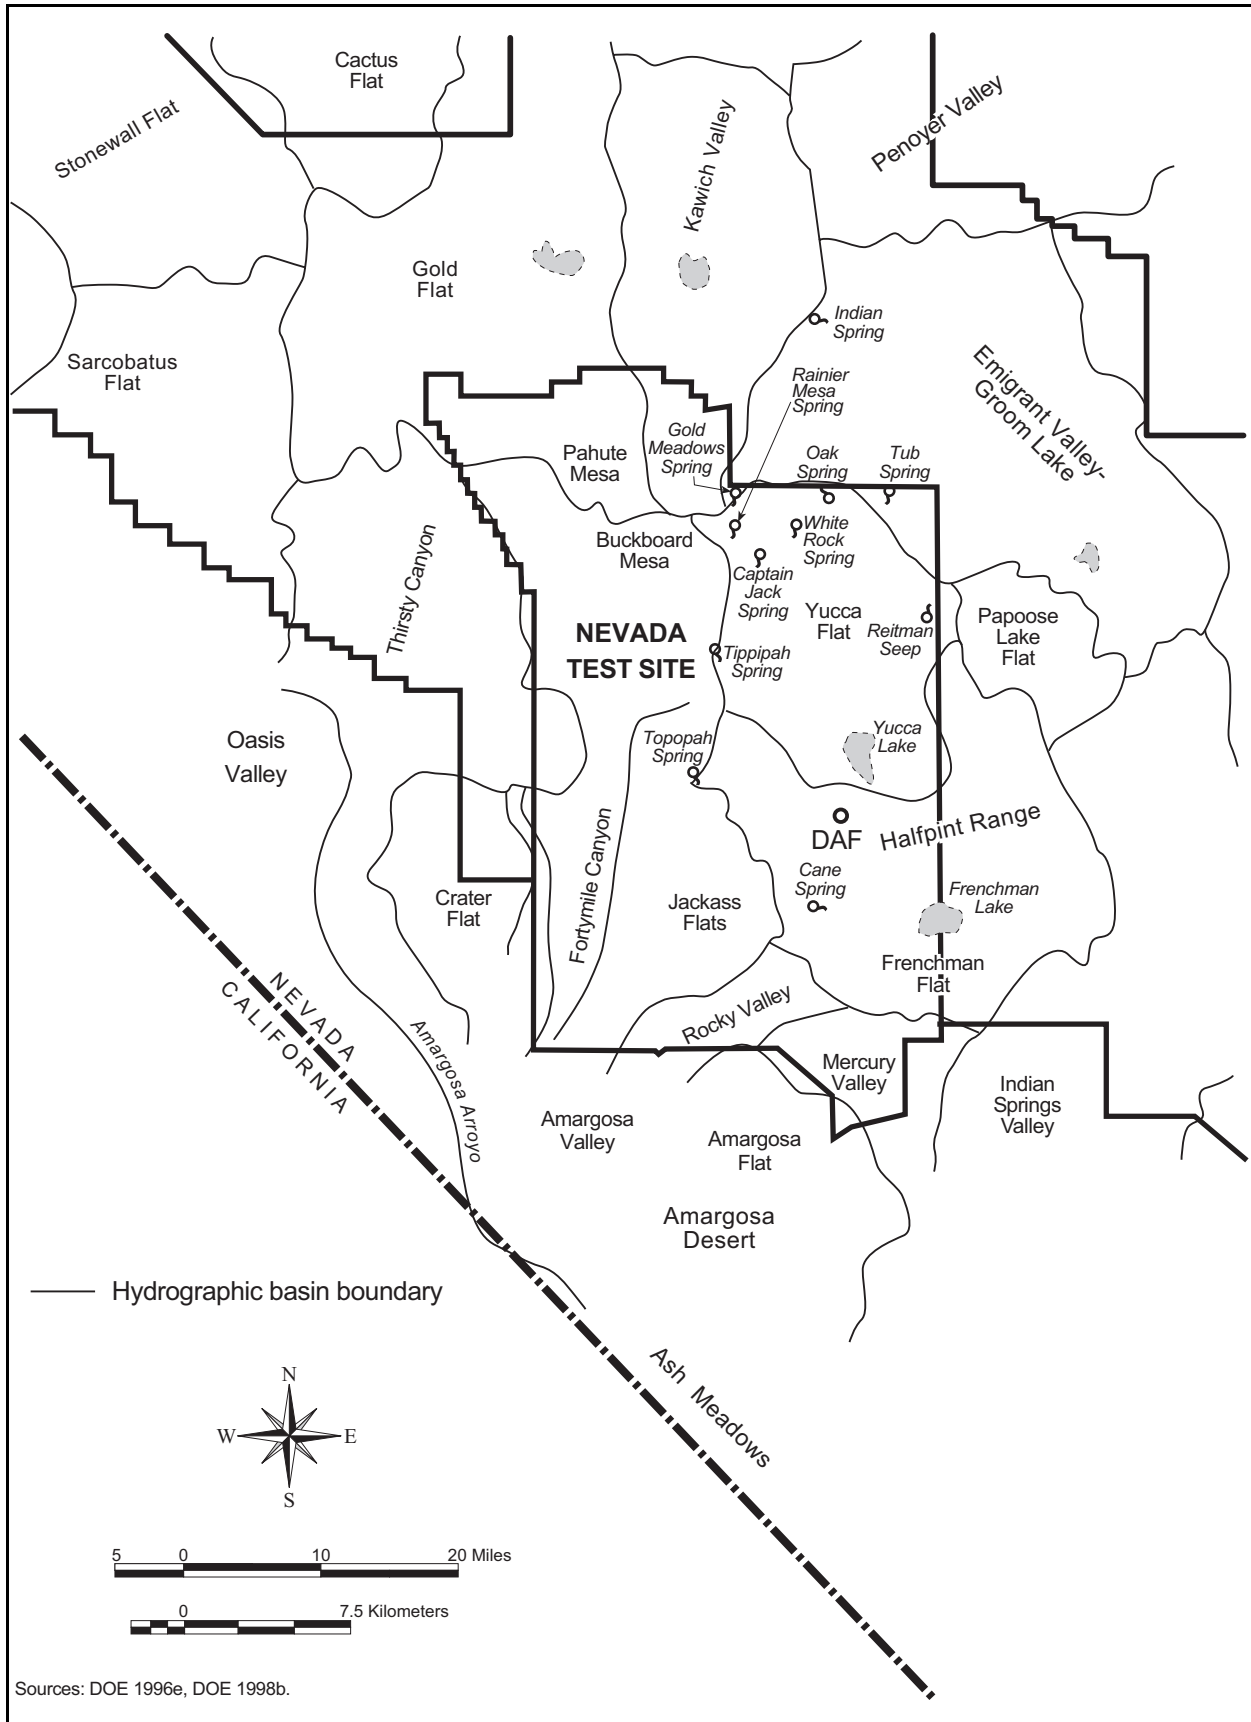 Cactus
Flat
Stonewall Flat
Penoyer Valley
Kawich Valley
Gold
Flat
Indian
Spring
Sarcobatus
Flat
Emigrant Valley-
Groom Lake
Rainier
Mesa
Spring
Gold
Meadows
Spring
Pahute
Mesa
Oak
Spring
Tub
Spring
Buckboard
Mesa
White
Rock
Spring
Captain
Jack
Spring
Thirsty Canyon
Yucca
Flat
Reitman
Seep
Papoose
Lake
Flat
NEVADA
TEST SITE
Tippipah
Spring
Oasis
Valley
Topopah
Spring
Yucca
Lake
DAF
Halfpint Range
Fortymile Canyon
Cane
Spring
Crater
Flat
Jackass
Flats
Frenchman
Lake
Frenchman
Flat
NEVADA
CALIFORNIA
Rocky Valley
Amargosa Arroyo
Mercury
Valley
Indian
Springs
Valley
Amargosa
Valley
Amargosa
Flat
Amargosa
Desert
Hydrographic basin boundary
Ash Meadows
N
W E
S
5 0 10 20 Miles
0 7.5 Kilometers
Sources: DOE 1996e, DOE 1998b.